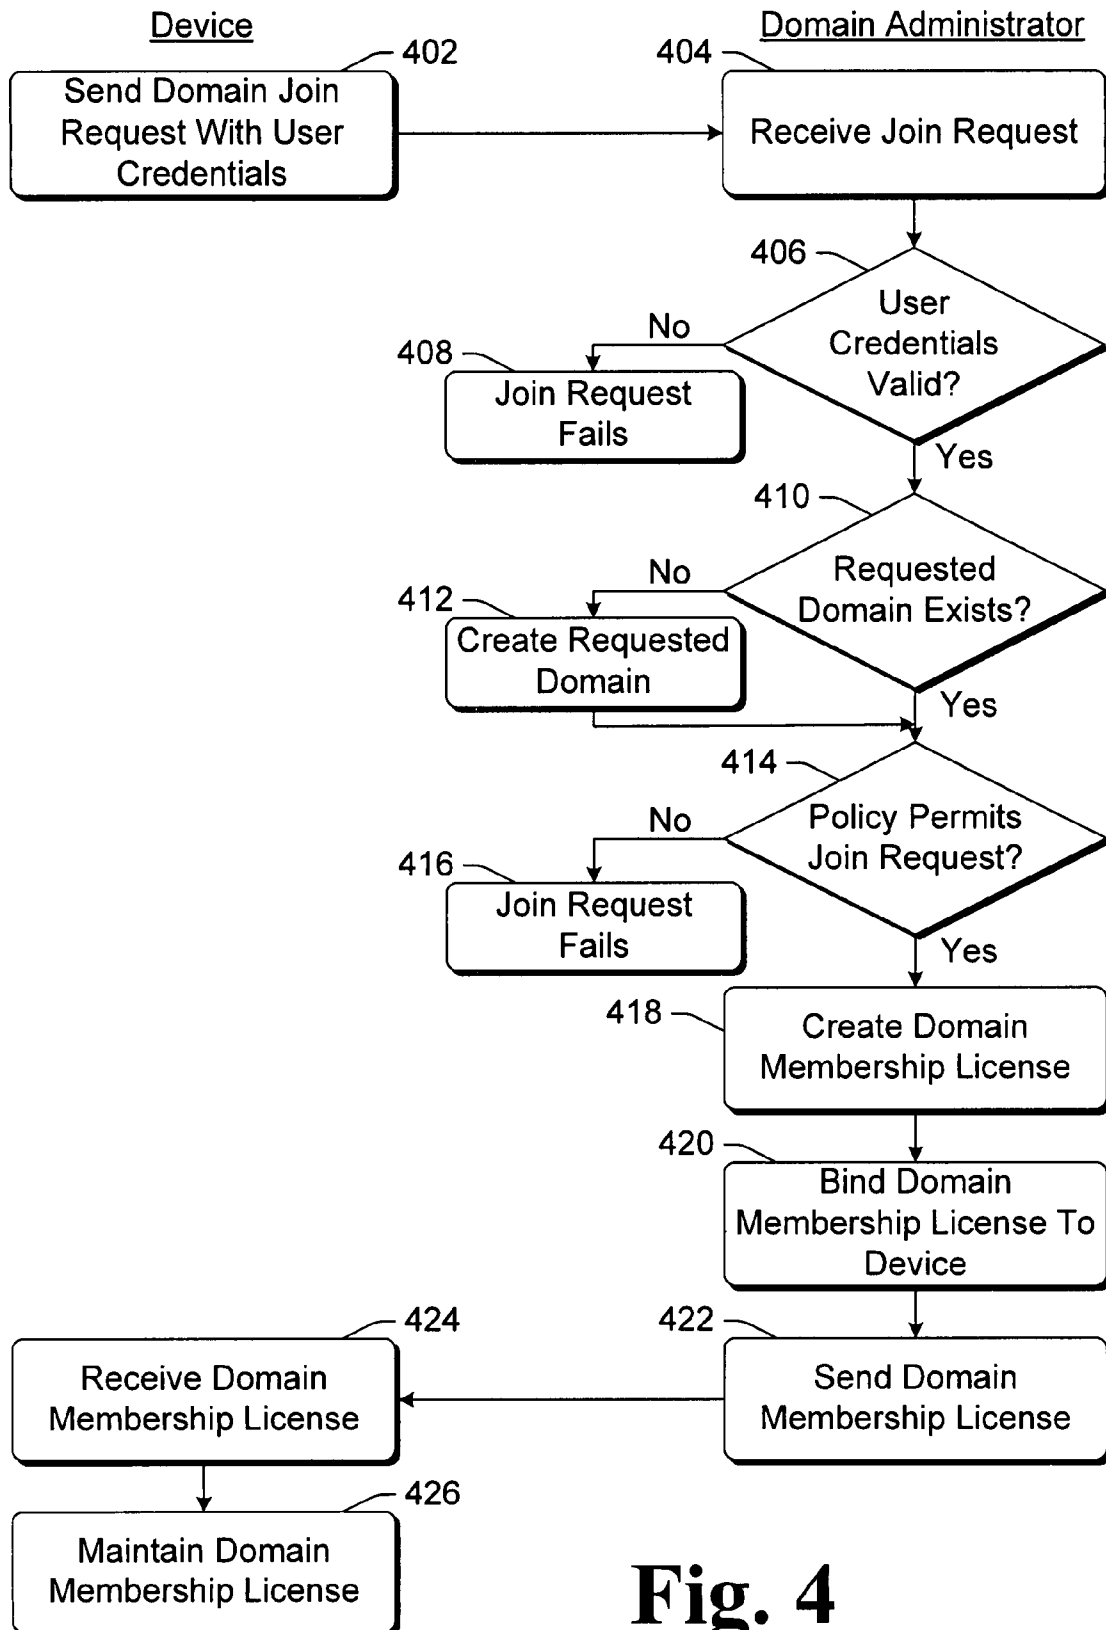 Device
Domain Administrator
402
404
Send Domain Join
Request With User
Credentials
Receive Join Request
406
User
Credentials
Valid?
No
408
Join Request
Fails
Yes
410
Requested
Domain Exists?
No
412
Create Requested
Domain
Yes
414
Policy Permits
Join Request?
No
416
Join Request
Fails
Yes
418
Create Domain
Membership License
420
Bind Domain
Membership License To
Device
422
Send Domain
Membership License
424
Receive Domain
Membership License
426
Maintain Domain
Membership License
Fig. 4